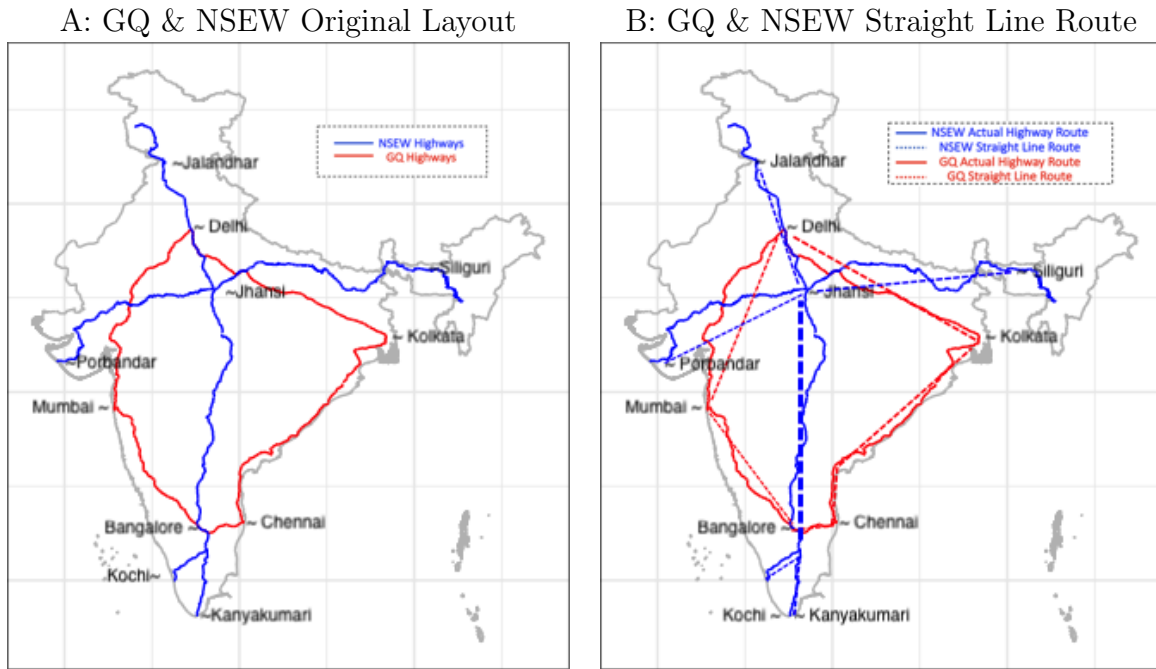 A: GQ & NSEW Original Layout
NSEW Highways
GQ Highways
~Jalandhar
~ Delhi
~Siliguri
~Jhansi
~ Kolkata
~Porbandar
Mumbai ~
Bangalore ~
~ Chennai
Kochi~
~Kanyakumari
B: GQ & NSEW Straight Line Route
NSEW Actual Highway Route
NSEW Straight Line Route
GQ Actual Highway Route
GQ Straight Line Route
~ Jalandhar
~ Delhi
~Siliguri
~Jhansi
~ Kolkata
~ Porbandar
Mumbai ~
Bangalore ~
~ Chennai
Kochi ~
~ Kanyakumari